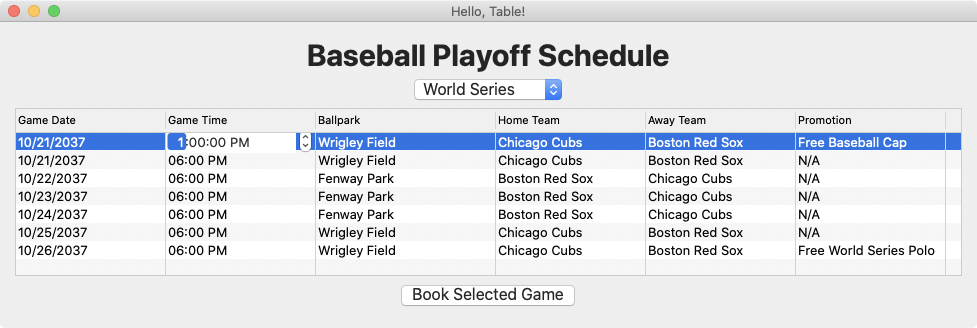 Hello, Table!
Baseball Playoff Schedule
World Series
Game Date Game Time Ballpark Home Team Away Team Promotion
10/21/2037 1:00:00 PM Wrigley Field Chicago Cubs Boston Red Sox Free Baseball Cap
10/21/2037 06:00 PM Wrigley Field Chicago Cubs Boston Red Sox N/A
10/22/2037 06:00 PM Fenway Park Boston Red Sox Chicago Cubs N/A
10/23/2037 06:00 PM Fenway Park Boston Red Sox Chicago Cubs N/A
10/24/2037 06:00 PM Fenway Park Boston Red Sox Chicago Cubs N/A
10/25/2037 06:00 PM Wrigley Field Chicago Cubs Boston Red Sox N/A
10/26/2037 06:00 PM Wrigley Field Chicago Cubs Boston Red Sox Free World Series Polo
Book Selected Game